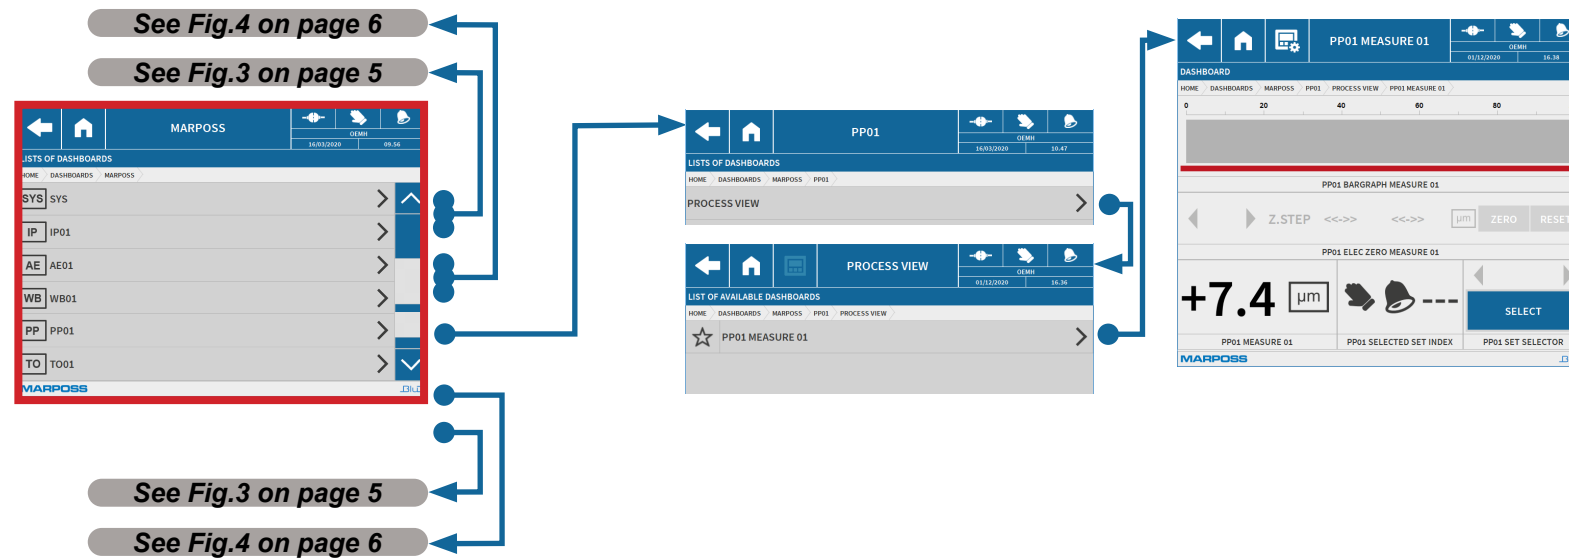 See Fig.4 on page 6
See Fig.3 on page 5
MARPOSS
OEMH
16/03/2020 09.56
LISTS OF DASHBOARDS
HOME DASHBOARDS MARPOSS
SYS SYS
IP IP01
AE AE01
WB WB01
PP PP01
TO TO01
MARPOSS
See Fig.3 on page 5
See Fig.4 on page 6
PP01
OEMH
16/03/2020 10.47
LISTS OF DASHBOARDS
HOME DASHBOARDS MARPOSS PP01
PROCESS VIEW
PROCESS VIEW
OEMH
01/12/2020 16.36
LIST OF AVAILABLE DASHBOARDS
HOME DASHBOARDS MARPOSS PP01 PROCESS VIEW
PP01 MEASURE 01
PP01 MEASURE 01
OEMH
01/12/2020 16.38
DASHBOARD
HOME DASHBOARDS MARPOSS PP01 PROCESS VIEW PP01 MEASURE 01
0 20 40 60 80
PP01 BARGRAPH MEASURE 01
Z.STEP <<->> <<->> µm ZERO RESET
PP01 ELEC ZERO MEASURE 01
+7.4 µm ---
SELECT
PP01 MEASURE 01 PP01 SELECTED SET INDEX PP01 SET SELECTOR
MARPOSS